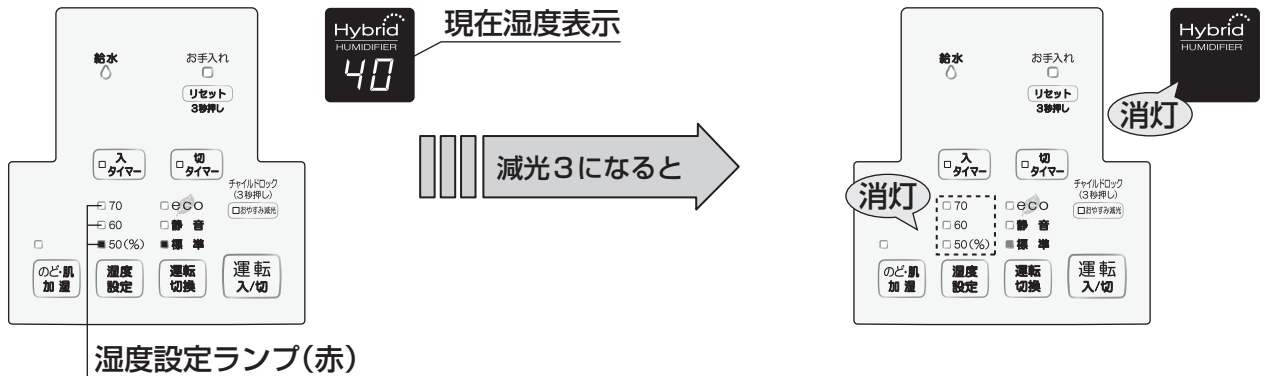 Hybrid
HUMIDIFIER
40
現在湿度表示
給水
お手入れ
リセット
3秒押し
入
タイマー
切
タイマー
チャイルドロック
(3秒押し)
おやすみ減光
70
eco
60
静 音
50(%)
標 準
のど・肌
加 湿
湿度
設定
運転
切換
運転
入/切
湿度設定ランプ(赤)
減光3になると
Hybrid
HUMIDIFIER
消灯
給水
お手入れ
リセット
3秒押し
入
タイマー
切
タイマー
チャイルドロック
(3秒押し)
おやすみ減光
消灯
70
eco
60
静 音
50(%)
標 準
のど・肌
加 湿
湿度
設定
運転
切換
運転
入/切